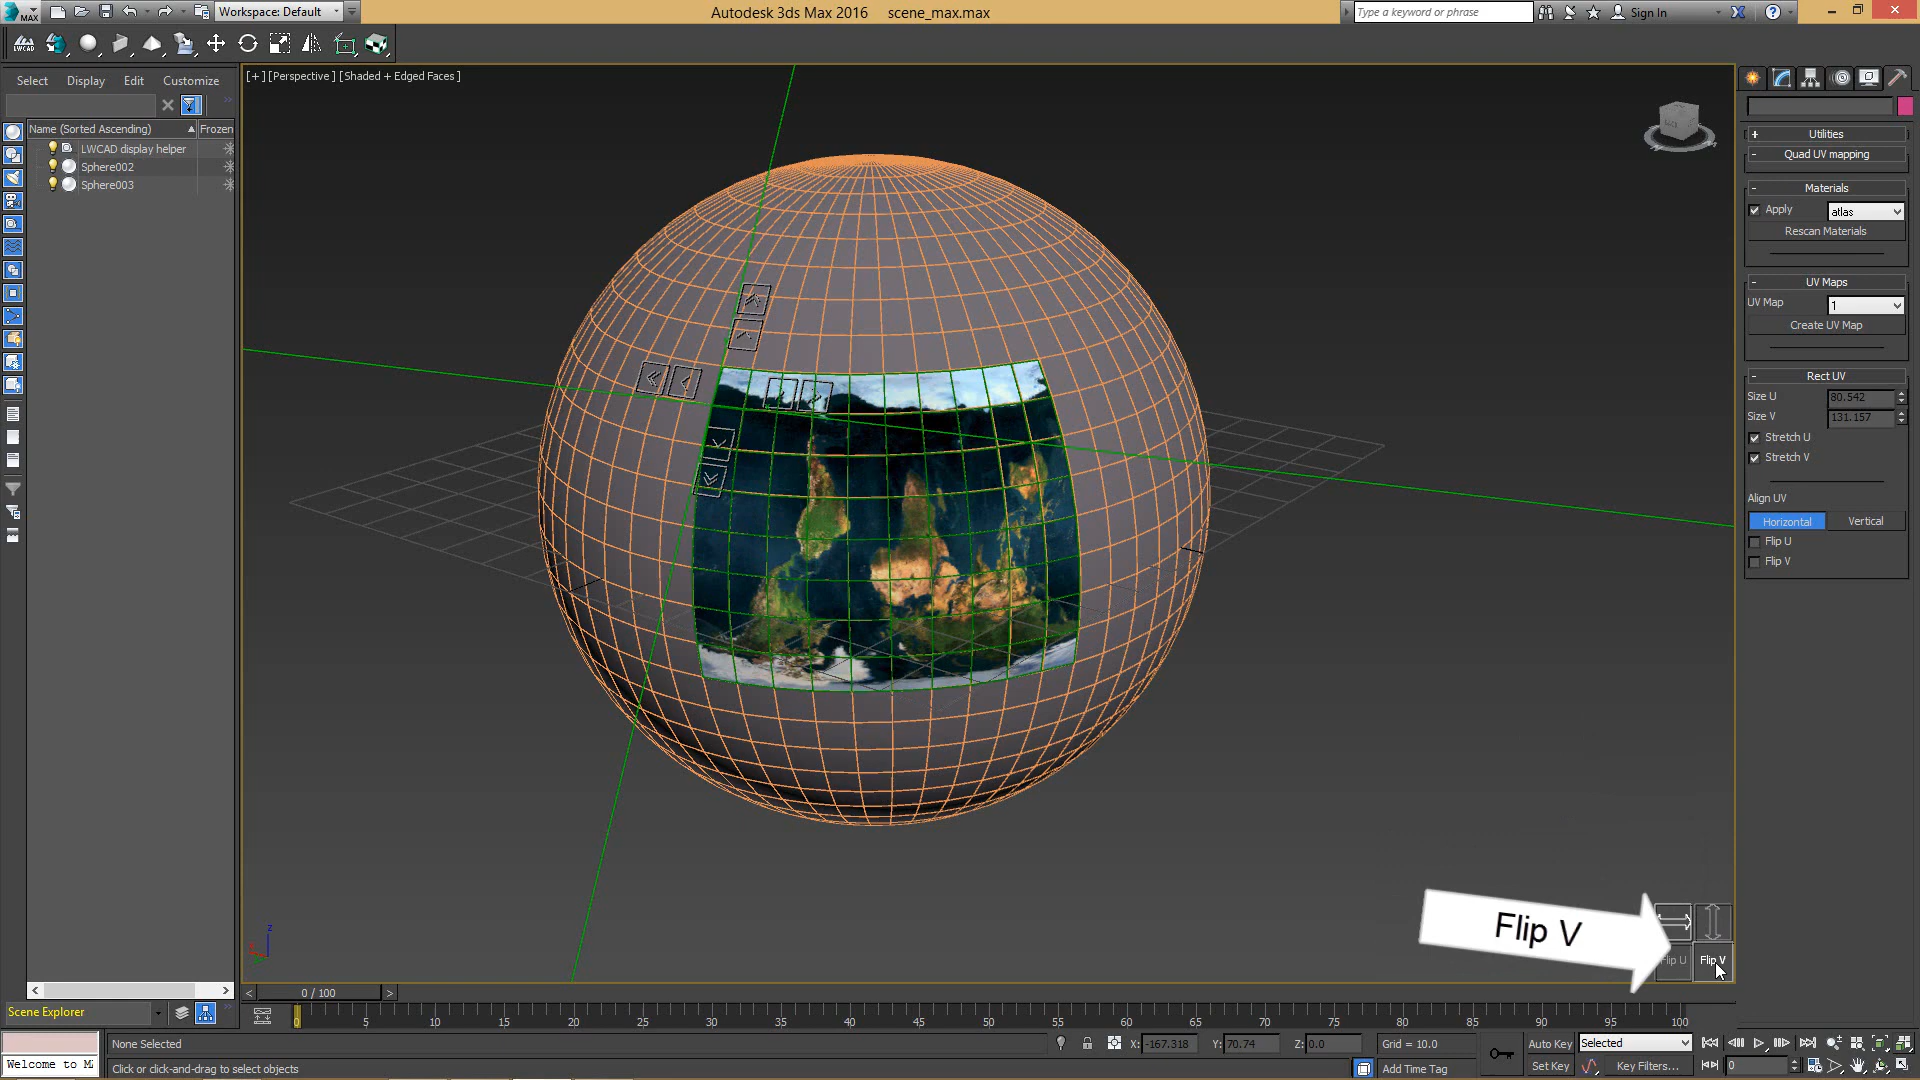 MAX
Workspace: Default
Autodesk 3ds Max 2016 scene_max.max
Type a keyword or phrase
Sign In
LWCAD
Select Display Edit Customize
[+] [Perspective] [Shaded + Edged Faces]
Name (Sorted Ascending) Frozen
LWCAD display helper
Sphere002
Sphere003
+ Utilities
- Quad UV mapping
- Materials
Apply atlas
Rescan Materials
- UV Maps
UV Map 1
Create UV Map
- Rect UV
Size U 80.542
Size V 131.157
Stretch U
Stretch V
Align UV
Horizontal Vertical
Flip U
Flip V
Flip V
Flip U Flip V
z
< 0 / 100 >
Scene Explorer
0 5 10 15 20 25 30 35 40 45 50 55 60 65 70 75 80 85 90 95 100
None Selected X: -167.318 Y: 70.74 Z: 0.0 Grid = 10.0 Auto Key Selected
Welcome to M
Click or click-and-drag to select objects Add Time Tag Set Key Key Filters... 0